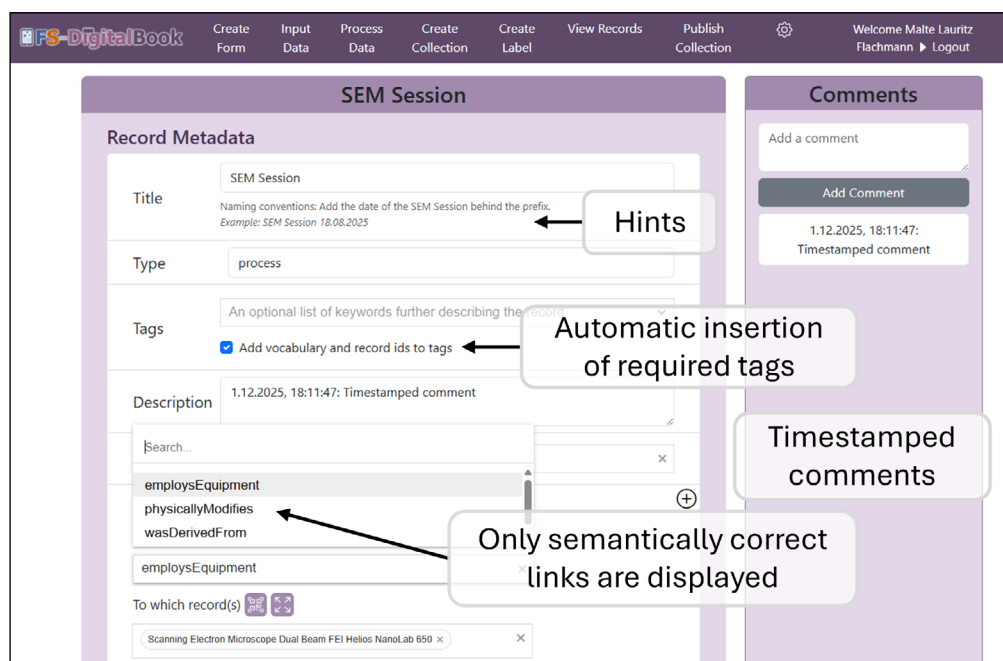 FS-DigitalBook
Create Form
Input Data
Process Data
Create Collection
Create Label
View Records
Publish Collection
Welcome Malte Lauritz
Flachmann ▶ Logout
SEM Session
Record Metadata
Title
SEM Session
Naming conventions: Add the date of the SEM Session behind the prefix.
Example: SEM Session 18.08.2025
Hints
Type
process
Tags
An optional list of keywords further describing the record
Add vocabulary and record ids to tags
Automatic insertion
of required tags
Description
1.12.2025, 18:11:47: Timestamped comment
Search...
employsEquipment
physicallyModifies
wasDerivedFrom
employsEquipment
Only semantically correct
links are displayed
To which record(s)
Scanning Electron Microscope Dual Beam FEI Helios NanoLab 650 ×
Comments
Add a comment
Add Comment
1.12.2025, 18:11:47:
Timestamped comment
Timestamped
comments